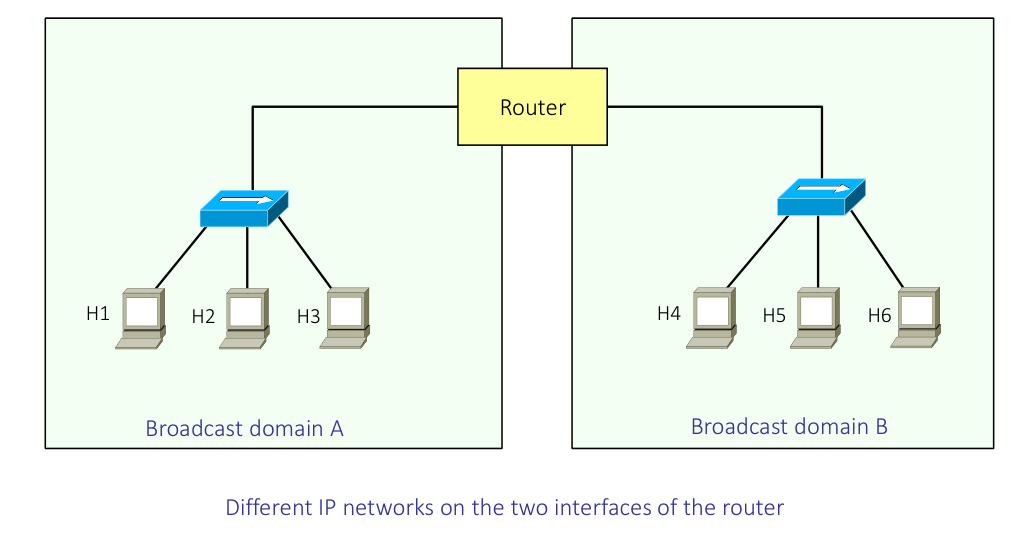 Router
H1
H2
H3
H4
H5
H6
Broadcast domain A
Broadcast domain B
Different IP networks on the two interfaces of the router